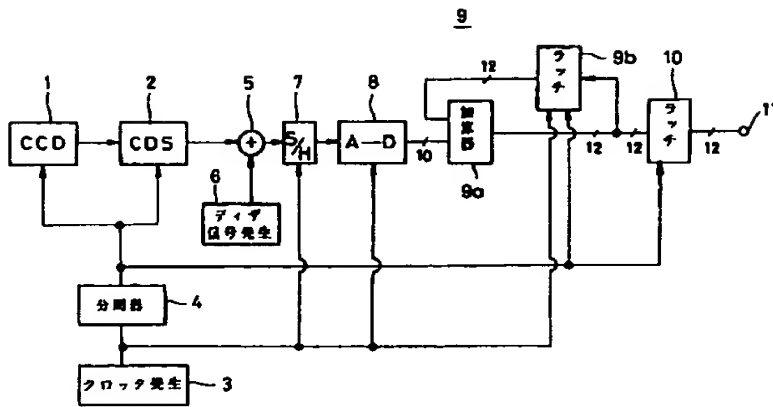 9
1
CCD
2
CDS
5
+
6
ディザ
信号発生
7
S/H
8
A—D
10
加算器
9a
12
ラッチ
9b
12
12
10
ラッチ
12
11
分周器
4
クロック発生
3